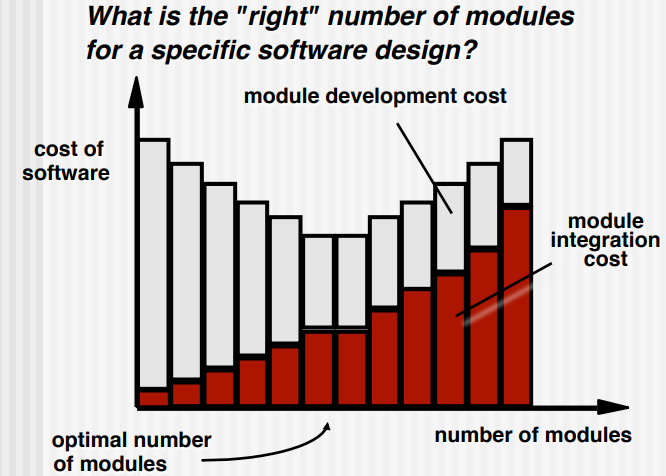 What is the "right" number of modules
for a specific software design?
module development cost
cost of
software
module
integration
cost
optimal number
of modules
number of modules